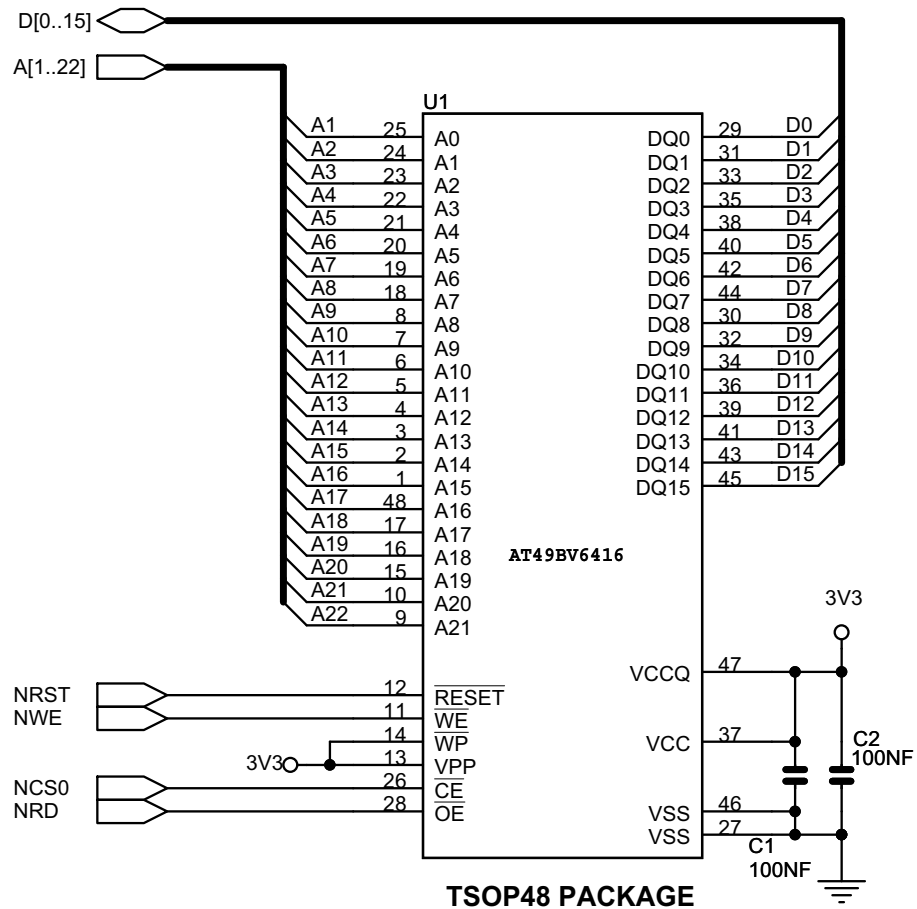 D[0..15]
A[1..22]
U1
A1 25 A0 DQ0 29 D0
A2 24 A1 DQ1 31 D1
A3 23 A2 DQ2 33 D2
A4 22 A3 DQ3 35 D3
A5 21 A4 DQ4 38 D4
A6 20 A5 DQ5 40 D5
A7 19 A6 DQ6 42 D6
A8 18 A7 DQ7 44 D7
A9 8 A8 DQ8 30 D8
A10 7 A9 DQ9 32 D9
A11 6 A10 DQ10 34 D10
A12 5 A11 DQ11 36 D11
A13 4 A12 DQ12 39 D12
A14 3 A13 DQ13 41 D13
A15 2 A14 DQ14 43 D14
A16 1 A15 DQ15 45 D15
A17 48 A16
A18 17 A17
A19 16 A18
A20 15 A19
A21 10 A20
A22 9 A21
AT49BV6416
3V3
VCCQ 47
NRST 12 RESET
NWE 11 WE
14 WP VCC 37
3V3 13 VPP
C2
100NF
NCS0 26 CE
NRD 28 OE VSS 46
VSS 27
C1
100NF
TSOP48 PACKAGE